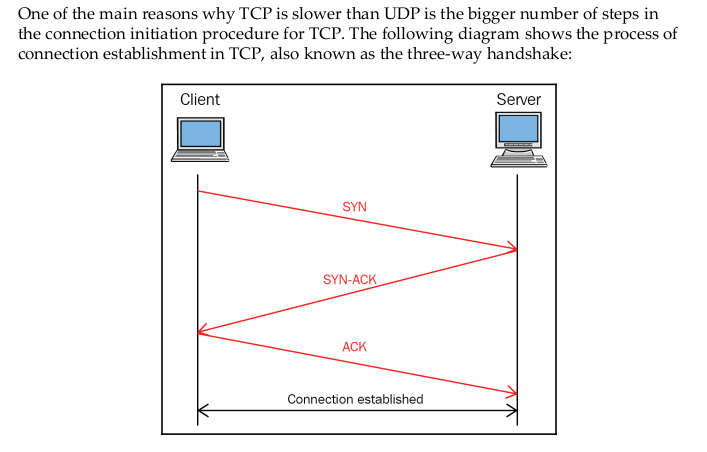 One of the main reasons why TCP is slower than UDP is the bigger number of steps in
the connection initiation procedure for TCP. The following diagram shows the process of
connection establishment in TCP, also known as the three-way handshake:
Client
Server
SYN
SYN-ACK
ACK
Connection established